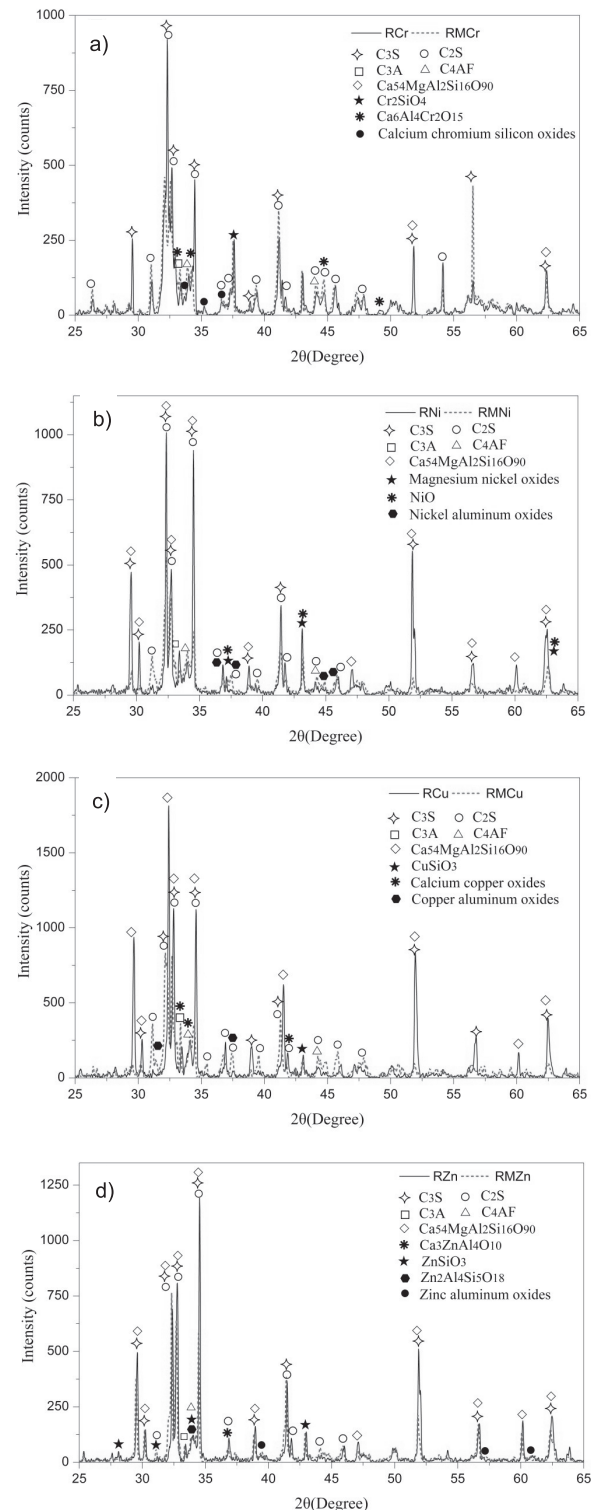 a)
RCr RMCr
C3S C2S
C3A C4AF
Ca54MgAl2Si16O90
Cr2SiO4
Ca6Al4Cr2O15
Calcium chromium silicon oxides
Intensity (counts)
1000
750
500
250
0
25 30 35 40 45 50 55 60 65
2θ(Degree)
b)
RNi RMNi
C3S C2S
C3A C4AF
Ca54MgAl2Si16O90
Magnesium nickel oxides
NiO
Nickel aluminum oxides
Intensity (counts)
1000
750
500
250
0
25 30 35 40 45 50 55 60 65
2θ(Degree)
c)
RCu RMCu
C3S C2S
C3A C4AF
Ca54MgAl2Si16O90
CuSiO3
Calcium copper oxides
Copper aluminum oxides
Intensity (counts)
2000
1500
1000
500
0
25 30 35 40 45 50 55 60 65
2θ(Degree)
d)
RZn RMZn
C3S C2S
C3A C4AF
Ca54MgAl2Si16O90
Ca3ZnAl4O10
ZnSiO3
Zn2Al4Si5O18
Zinc aluminum oxides
Intensity (counts)
1250
1000
750
500
250
0
25 30 35 40 45 50 55 60 65
2θ(Degree)